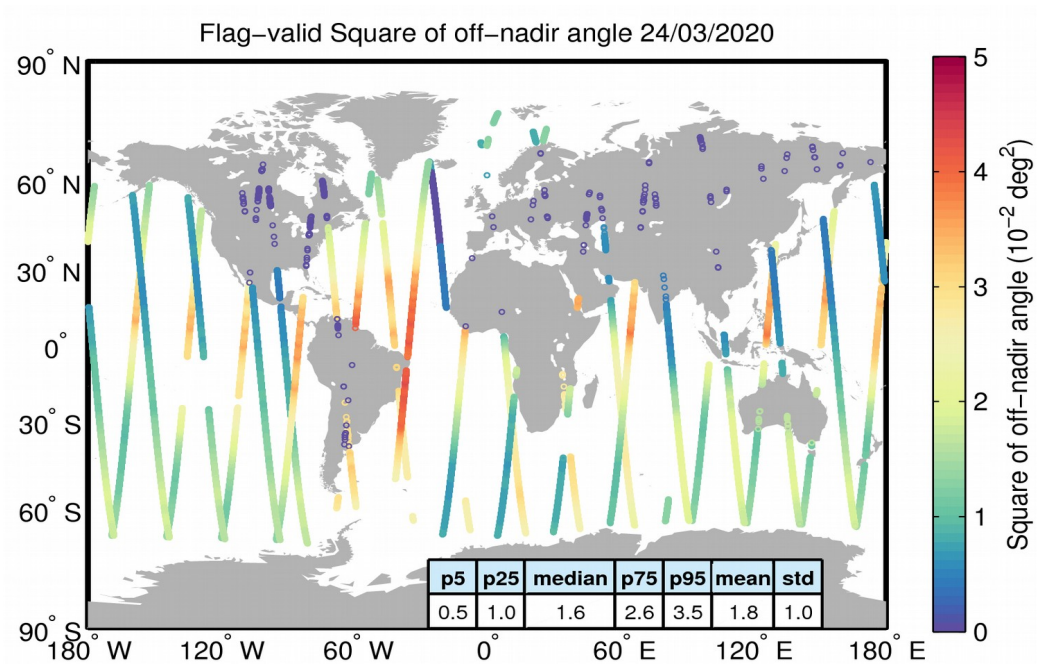 Flag−valid Square of off−nadir angle 24/03/2020
90° N
60° N
30° N
0°
30° S
60° S
90° S
180° W
120° W
60° W
0°
60° E
120° E
180° E
p5 p25 median p75 p95 mean std
0.5 1.0 1.6 2.6 3.5 1.8 1.0
5
4
3
2
1
0
Square of off−nadir angle (10⁻² deg²)